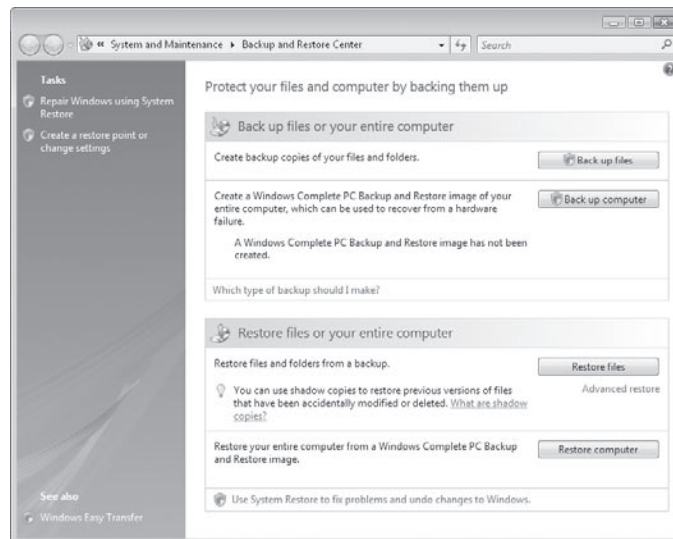 « System and Maintenance ▸ Backup and Restore Center
Search
Tasks
Repair Windows using System
Restore
Create a restore point or
change settings
See also
Windows Easy Transfer
Protect your files and computer by backing them up
Back up files or your entire computer
Create backup copies of your files and folders.
Back up files
Create a Windows Complete PC Backup and Restore image of your
entire computer, which can be used to recover from a hardware
failure.
Back up computer
A Windows Complete PC Backup and Restore image has not been
created.
Which type of backup should I make?
Restore files or your entire computer
Restore files and folders from a backup.
Restore files
You can use shadow copies to restore previous versions of files
that have been accidentally modified or deleted. What are shadow
copies?
Advanced restore
Restore your entire computer from a Windows Complete PC Backup
and Restore image.
Restore computer
Use System Restore to fix problems and undo changes to Windows.